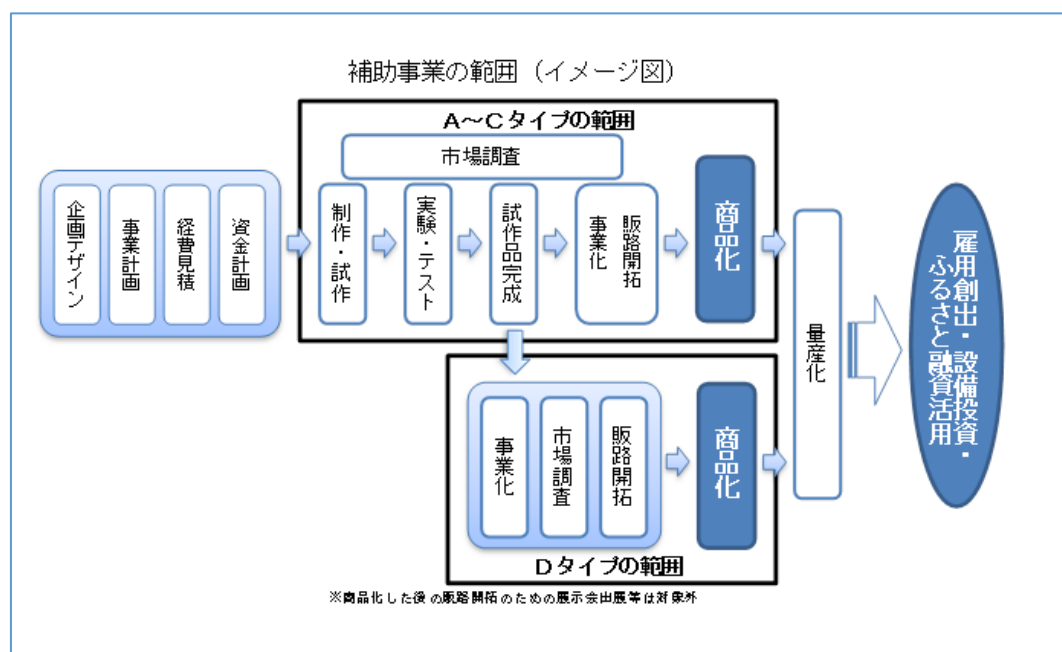 補助事業の範囲（イメージ図）
A～Cタイプの範囲
市場調査
企画デザイン
事業計画
経費見積
資金計画
制作・試作
実験・テスト
試作品完成
販路開拓
事業化
商品化
量産化
雇用創出・設備投資・
ふるさと融資活用
事業化
市場調査
販路開拓
商品化
Dタイプの範囲
※商品化した後の販路開拓のための展示会出展等は対象外